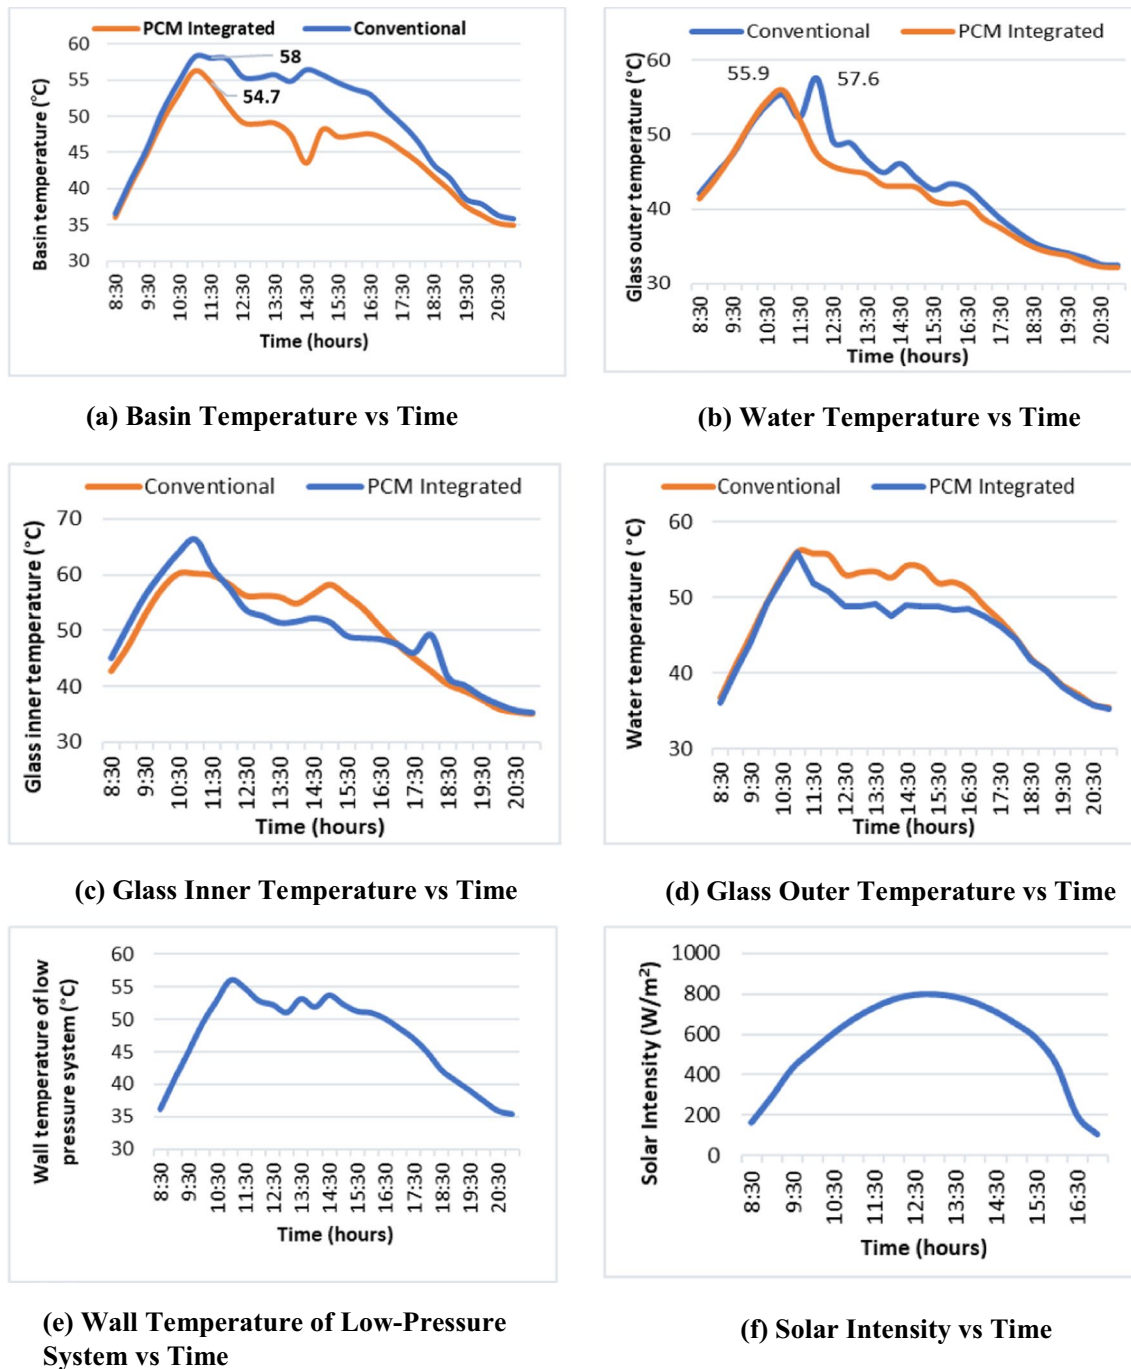 PCM Integrated Conventional
Basin temperature (°C)
60
55
50
45
40
35
30
58
54.7
8:30 9:30 10:30 11:30 12:30 13:30 14:30 15:30 16:30 17:30 18:30 19:30 20:30
Time (hours)
(a) Basin Temperature vs Time
Conventional PCM Integrated
Glass outer temperature (°C)
60
50
40
30
55.9
57.6
8:30 9:30 10:30 11:30 12:30 13:30 14:30 15:30 16:30 17:30 18:30 19:30 20:30
Time (hours)
(b) Water Temperature vs Time
Conventional PCM Integrated
Glass inner temperature (°C)
70
60
50
40
30
8:30 9:30 10:30 11:30 12:30 13:30 14:30 15:30 16:30 17:30 18:30 19:30 20:30
Time (hours)
(c) Glass Inner Temperature vs Time
Conventional PCM Integrated
Water temperature (°C)
60
50
40
30
8:30 9:30 10:30 11:30 12:30 13:30 14:30 15:30 16:30 17:30 18:30 19:30 20:30
Time (hours)
(d) Glass Outer Temperature vs Time
Wall temperature of low
pressure system (°C)
60
55
50
45
40
35
30
8:30 9:30 10:30 11:30 12:30 13:30 14:30 15:30 16:30 17:30 18:30 19:30 20:30
Time (hours)
(e) Wall Temperature of Low-Pressure
System vs Time
Solar Intensity (W/m²)
1000
800
600
400
200
0
8:30 9:30 10:30 11:30 12:30 13:30 14:30 15:30 16:30
Time (hours)
(f) Solar Intensity vs Time